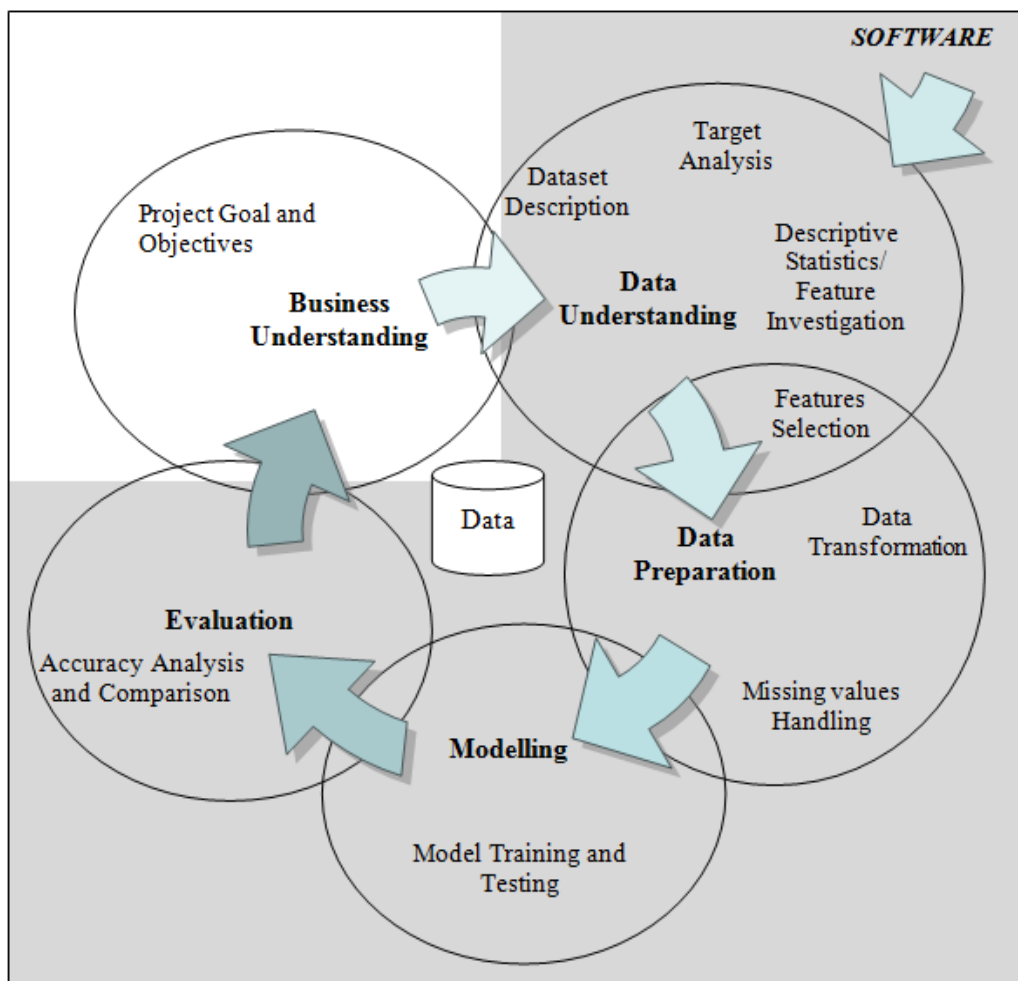 SOFTWARE
Target
Analysis
Dataset
Description
Project Goal and
Objectives
Descriptive
Statistics/
Feature
Investigation
Business
Understanding
Data
Understanding
Features
Selection
Data
Data
Transformation
Data
Preparation
Evaluation
Accuracy Analysis
and Comparison
Missing values
Handling
Modelling
Model Training and
Testing